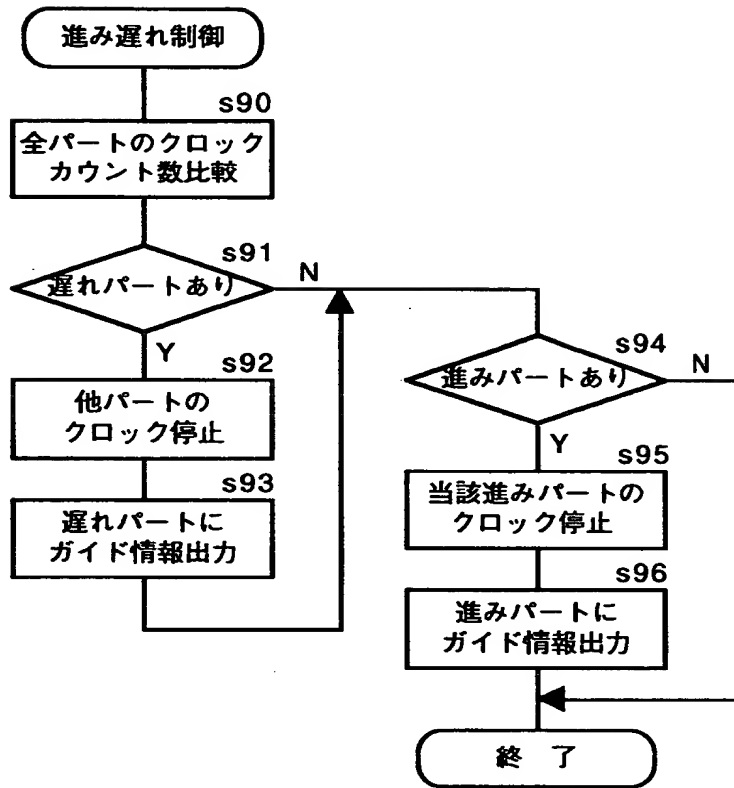 進み遅れ制御
s90
全パートのクロック
カウント数比較
s91
遅れパートあり
N
Y
s92
他パートの
クロック停止
s93
遅れパートに
ガイド情報出力
s94
進みパートあり
N
Y
s95
当該進みパートの
クロック停止
s96
進みパートに
ガイド情報出力
終 了